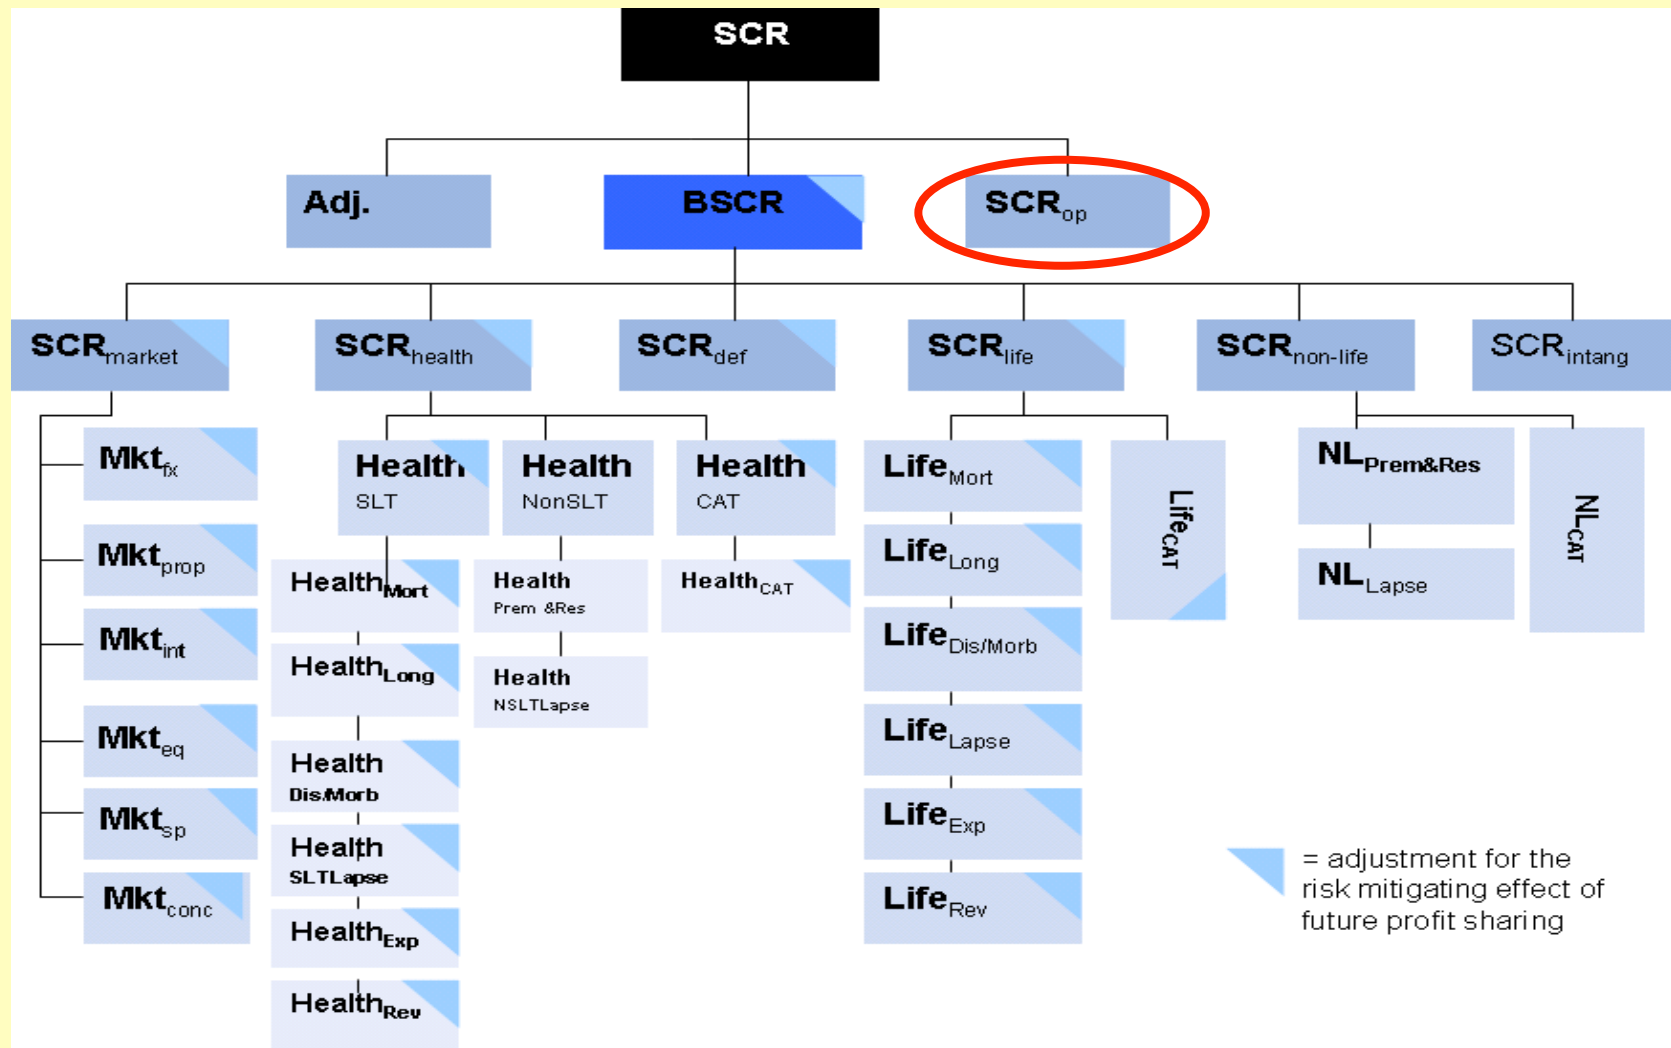 SCR
Adj.
BSCR
SCRop
SCRmarket
SCRhealth
SCRdef
SCRlife
SCRnon-life
SCRintang
Mktfx
Mktprop
Mktint
Mkteq
Mktsp
Mktconc
Health
SLT
Health
NonSLT
Health
CAT
HealthMort
HealthLong
Health
Dis/Morb
Health
SLTLapse
HealthExp
HealthRev
Health
Prem &Res
Health
NSLTLapse
HealthCAT
LifeMort
LifeLong
LifeDis/Morb
LifeLapse
LifeExp
LifeRev
LifeCAT
NLPrem&Res
NLLapse
NLCAT
= adjustment for the
risk mitigating effect of
future profit sharing